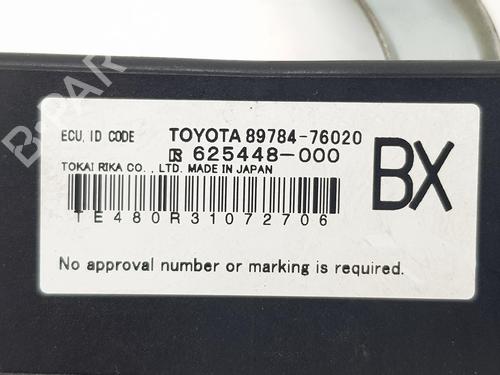 ECU, ID CODE TOYOTA 89784-76020
625448-000
TOKAI RIKA CO., LTD. MADE IN JAPAN
BX
TE480R31072706
No approval number or marking is required.